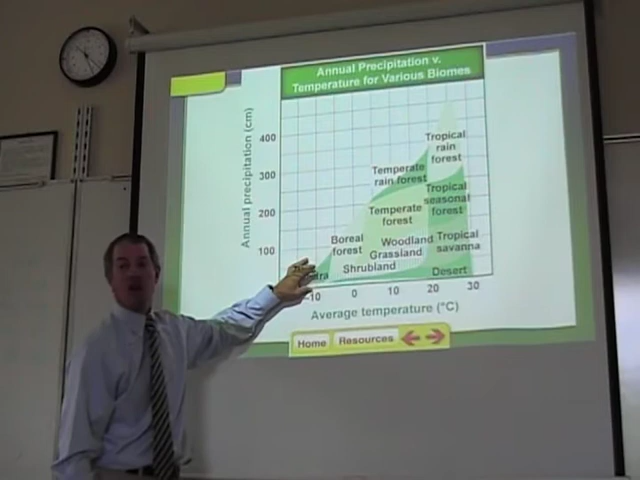 Annual Precipitation v.
Temperature for Various Biomes
Annual precipitation (cm)
400
300
200
100
Tropical
rain
forest
Temperate
rain forest
Tropical
seasonal
forest
Temperate
forest
Boreal
forest
Woodland
Grassland
Shrubland
Tropical
savanna
Desert
-10 0 10 20 30
Average temperature (°C)
Home Resources